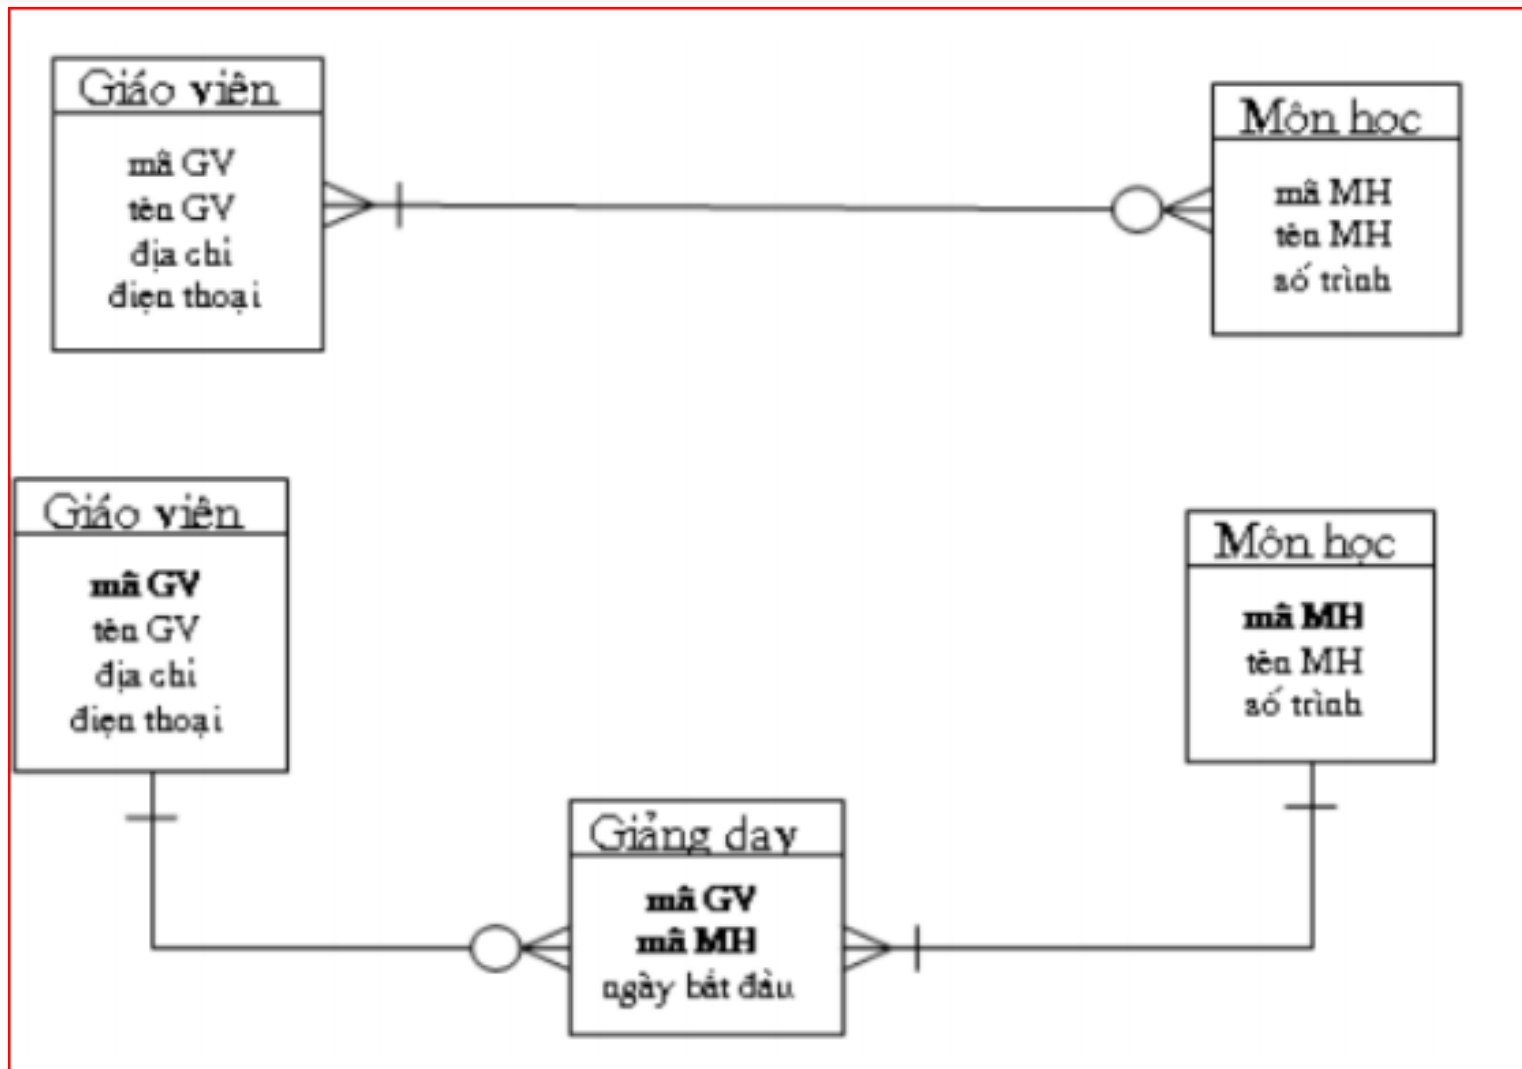 Giáo viên
mã GV
tên GV
địa chỉ
điện thoại
Môn học
mã MH
tên MH
số trình
Giáo viên
mã GV
tên GV
địa chỉ
điện thoại
Môn học
mã MH
tên MH
số trình
Giảng dạy
mã GV
mã MH
ngày bắt đầu